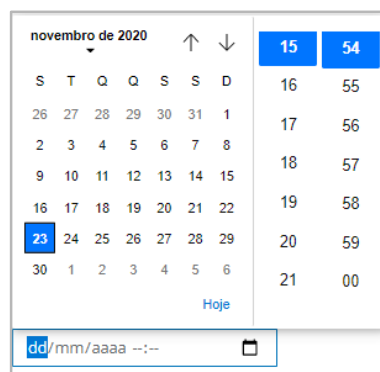 novembro de 2020
S T Q Q S S D
26 27 28 29 30 31 1
2 3 4 5 6 7 8
9 10 11 12 13 14 15
16 17 18 19 20 21 22
23 24 25 26 27 28 29
30 1 2 3 4 5 6
Hoje
15 54
16 55
17 56
18 57
19 58
20 59
21 00
dd/mm/aaaa --:--